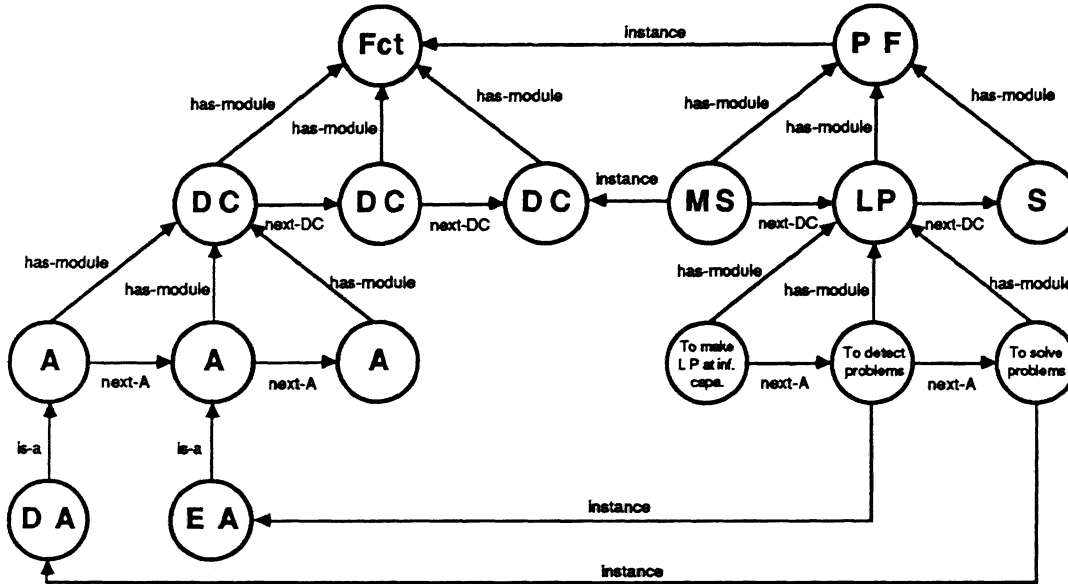 Fct
instance
P F
has-module
has-module
has-module
has-module
has-module
has-module
D C
next-DC
D C
next-DC
D C
instance
M S
next-DC
L P
next-DC
S
has-module
has-module
has-module
has-module
has-module
has-module
A
next-A
A
next-A
A
To make
LP at inf.
capa.
next-A
To detect
problems
next-A
To solve
problems
is-a
is-a
D A
E A
instance
instance